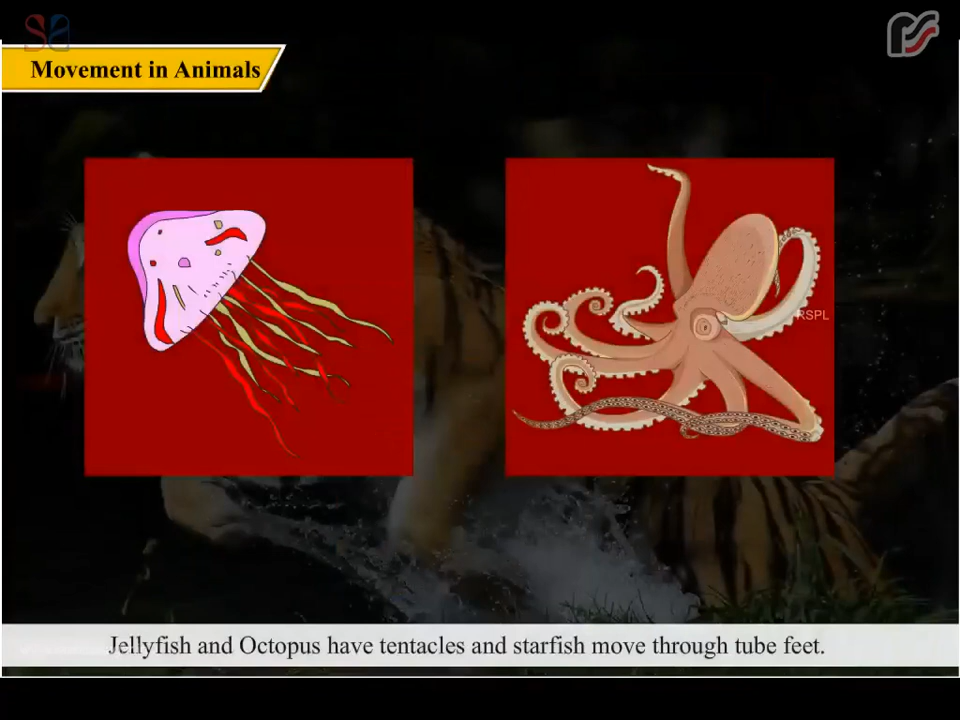 Movement in Animals
RSPL
Jellyfish and Octopus have tentacles and starfish move through tube feet.